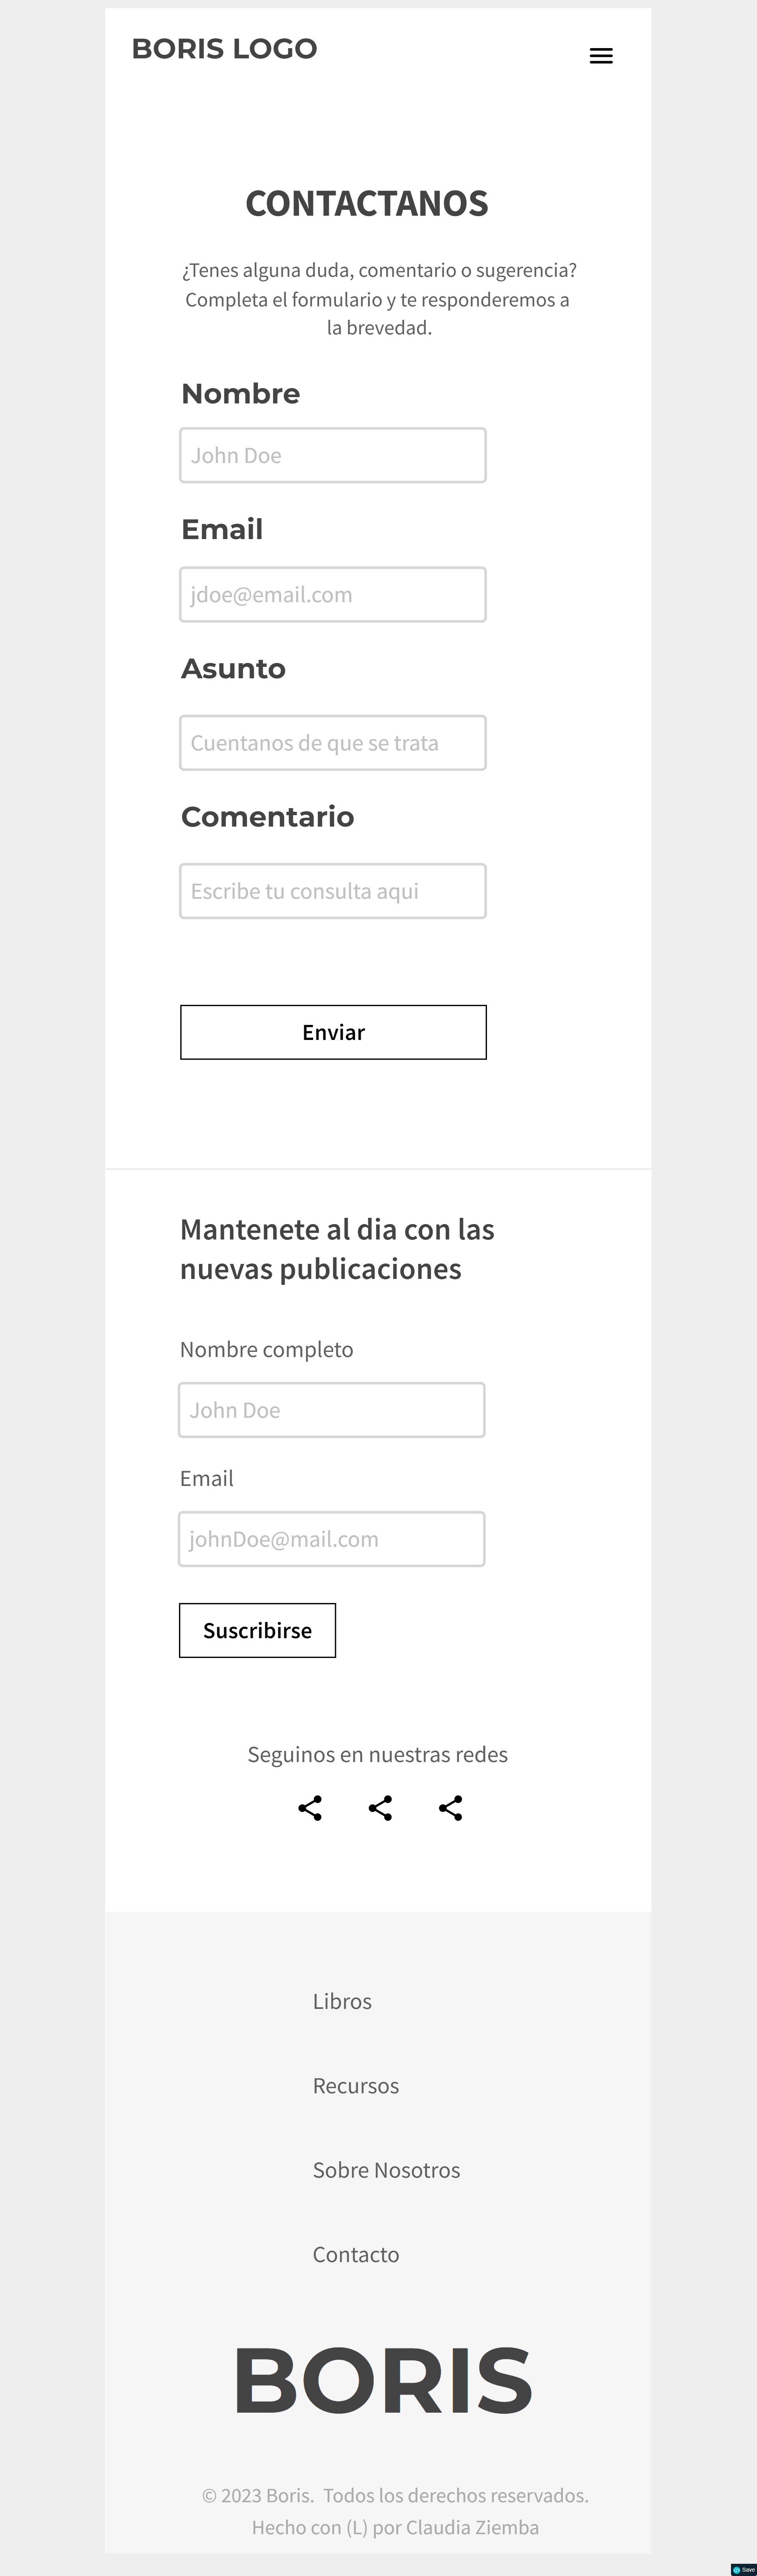 BORIS LOGO
CONTACTANOS
¿Tenes alguna duda, comentario o sugerencia?
Completa el formulario y te responderemos a
la brevedad.
Nombre
John Doe
Email
jdoe@email.com
Asunto
Cuentanos de que se trata
Comentario
Escribe tu consulta aqui
Enviar
Mantenete al dia con las
nuevas publicaciones
Nombre completo
John Doe
Email
johnDoe@mail.com
Suscribirse
Seguinos en nuestras redes
Libros
Recursos
Sobre Nosotros
Contacto
BORIS
© 2023 Boris.  Todos los derechos reservados.
Hecho con (L) por Claudia Ziemba
Save